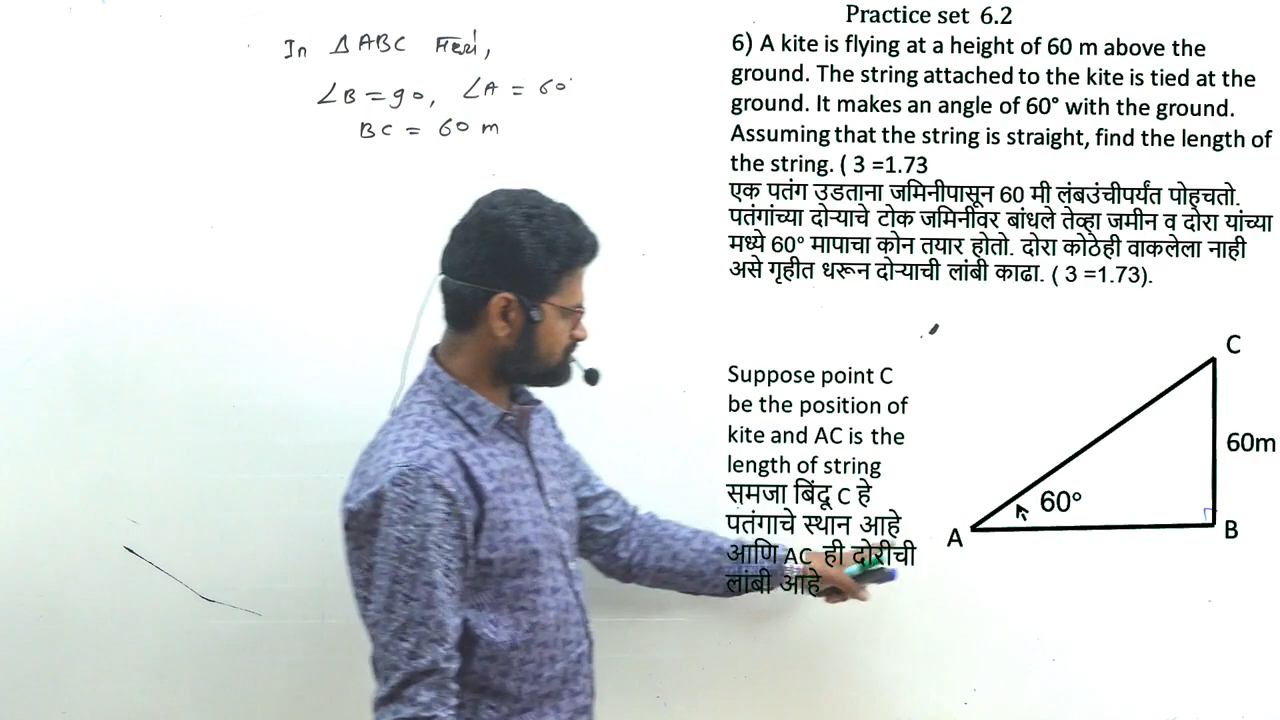 In ΔABC मध्ये,
∠B = 90, ∠A = 60°
BC = 60 m
Practice set 6.2
6) A kite is flying at a height of 60 m above the
ground. The string attached to the kite is tied at the
ground. It makes an angle of 60° with the ground.
Assuming that the string is straight, find the length of
the string. ( 3 =1.73
एक पतंग उडताना जमिनीपासून 60 मी लंबउंचीपर्यंत पोहचतो.
पतंगांच्या दोऱ्याचे टोक जमिनीवर बांधले तेव्हा जमीन व दोरा यांच्या
मध्ये 60° मापाचा कोन तयार होतो. दोरा कोठेही वाकलेला नाही
असे गृहीत धरून दोऱ्याची लांबी काढा. ( 3 =1.73).
Suppose point C
be the position of
kite and AC is the
length of string
समजा बिंदू C हे
पतंगाचे स्थान आहे
आणि AC ही दोरीची
लांबी आहे
C
60m
60°
A
B